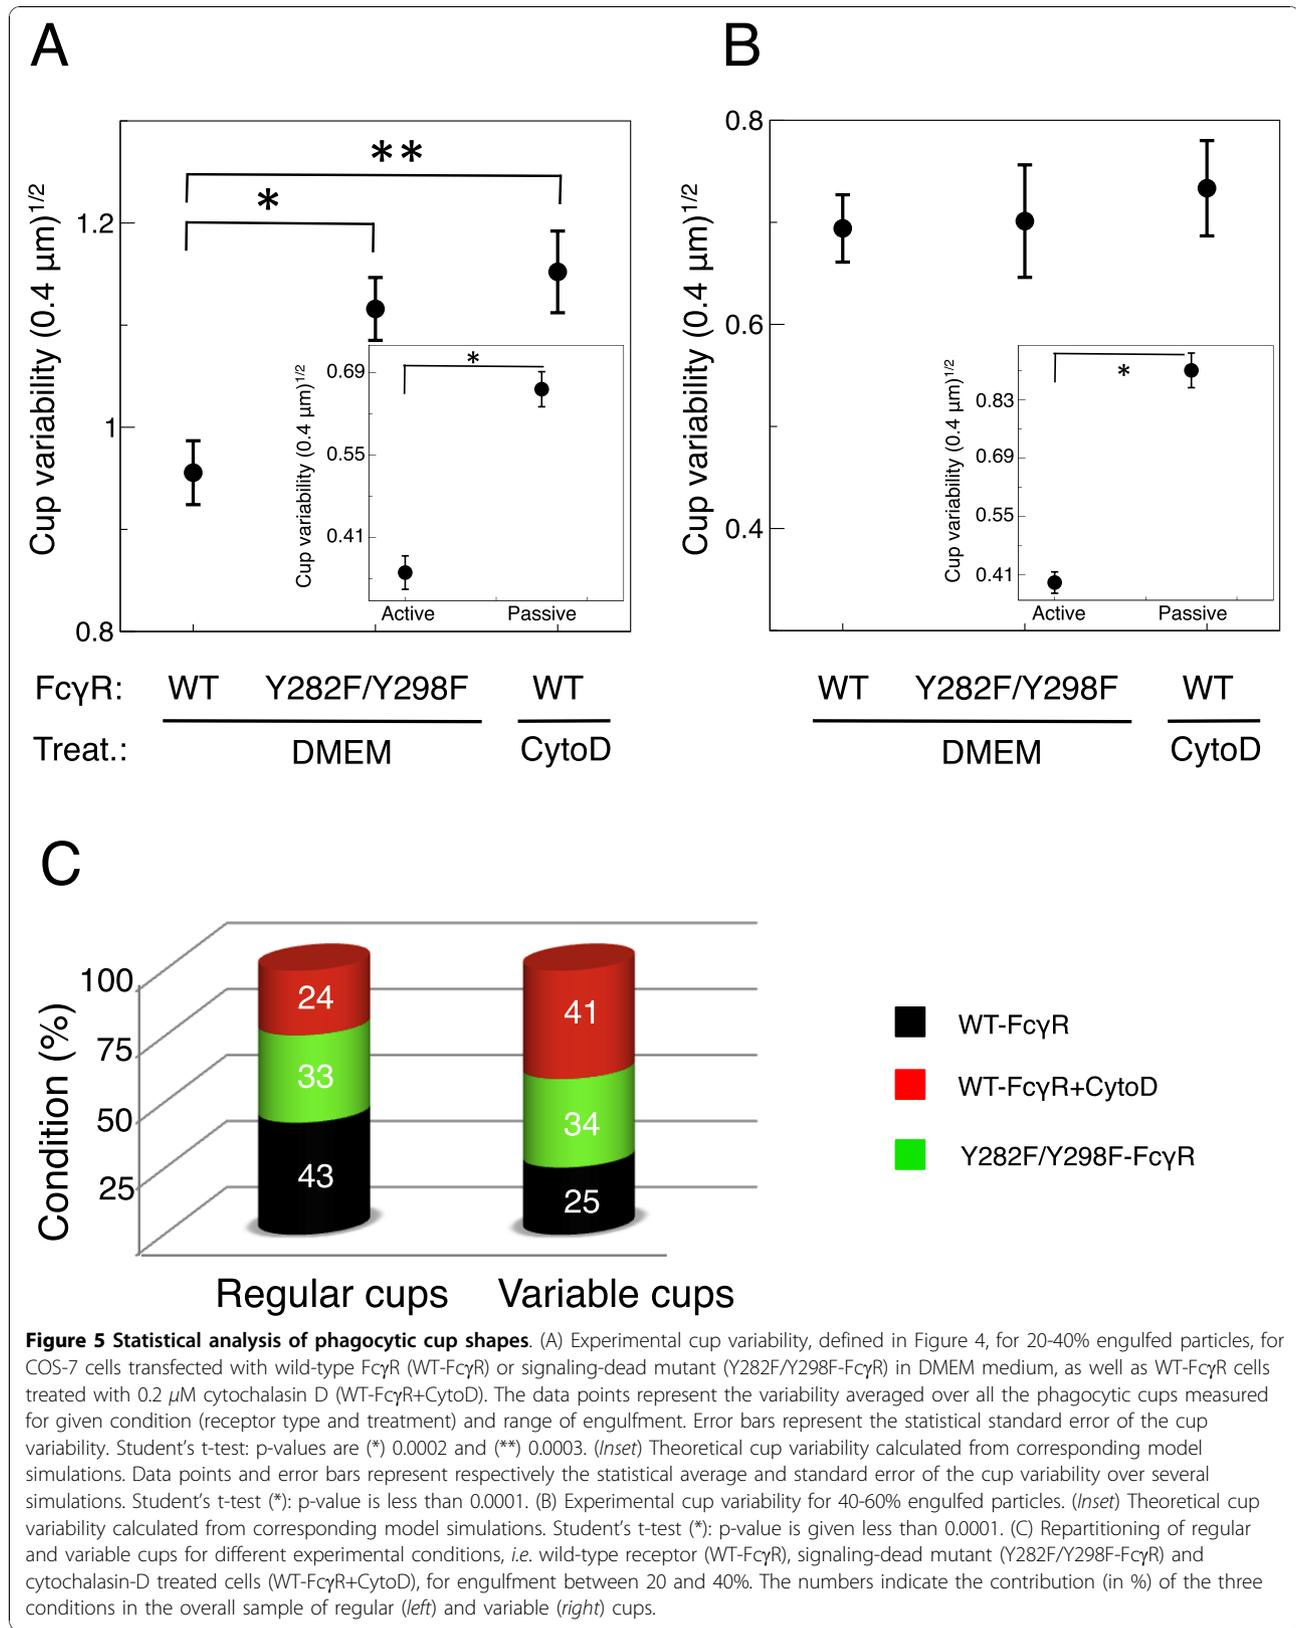 A
B
**
*
1.2
1
0.8
Cup variability (0.4 µm)1/2
*
0.69
0.55
0.41
Cup variability (0.4 µm)1/2
Active Passive
0.8
0.6
0.4
Cup variability (0.4 µm)1/2
*
0.83
0.69
0.55
0.41
Cup variability (0.4 µm)1/2
Active Passive
FcγR: WT Y282F/Y298F WT
Treat.: DMEM CytoD
WT Y282F/Y298F WT
DMEM CytoD
C
Condition (%)
100
75
50
25
24
33
43
41
34
25
Regular cups Variable cups
WT-FcγR
WT-FcγR+CytoD
Y282F/Y298F-FcγR
Figure 5 Statistical analysis of phagocytic cup shapes. (A) Experimental cup variability, defined in Figure 4, for 20-40% engulfed particles, for
COS-7 cells transfected with wild-type FcγR (WT-FcγR) or signaling-dead mutant (Y282F/Y298F-FcγR) in DMEM medium, as well as WT-FcγR cells
treated with 0.2 µM cytochalasin D (WT-FcγR+CytoD). The data points represent the variability averaged over all the phagocytic cups measured
for given condition (receptor type and treatment) and range of engulfment. Error bars represent the statistical standard error of the cup
variability. Student's t-test: p-values are (*) 0.0002 and (**) 0.0003. (Inset) Theoretical cup variability calculated from corresponding model
simulations. Data points and error bars represent respectively the statistical average and standard error of the cup variability over several
simulations. Student's t-test (*): p-value is less than 0.0001. (B) Experimental cup variability for 40-60% engulfed particles. (Inset) Theoretical cup
variability calculated from corresponding model simulations. Student's t-test (*): p-value is given less than 0.0001. (C) Repartitioning of regular
and variable cups for different experimental conditions, i.e. wild-type receptor (WT-FcγR), signaling-dead mutant (Y282F/Y298F-FcγR) and
cytochalasin-D treated cells (WT-FcγR+CytoD), for engulfment between 20 and 40%. The numbers indicate the contribution (in %) of the three
conditions in the overall sample of regular (left) and variable (right) cups.